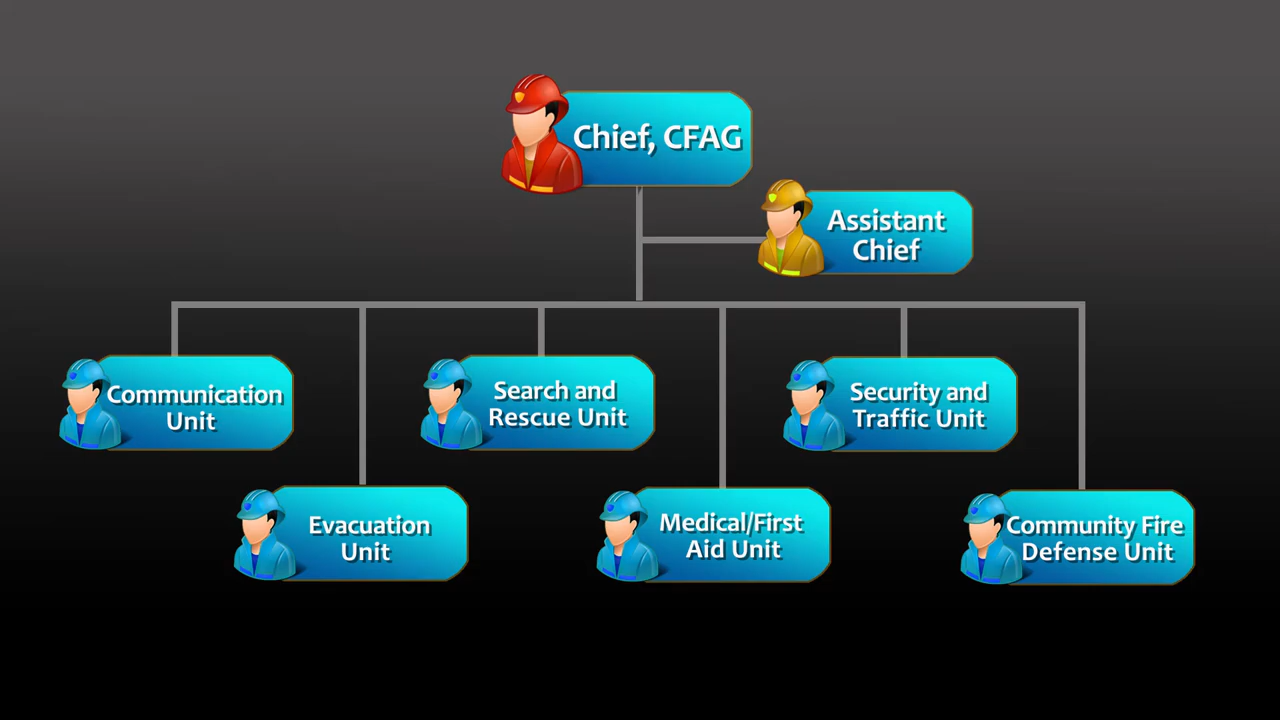 Chief, CFAG
Assistant
Chief
Communication
Unit
Search and
Rescue Unit
Security and
Traffic Unit
Evacuation
Unit
Medical/First
Aid Unit
Community Fire
Defense Unit